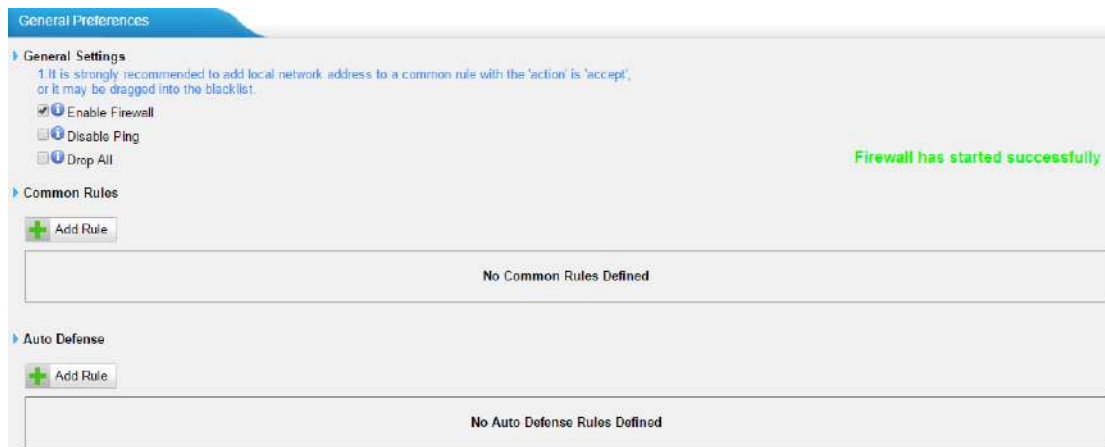 General Preferences
General Settings
1.It is strongly recommended to add local network address to a common rule with the 'action' is 'accept',
or it may be dragged into the blacklist.
Enable Firewall
Disable Ping
Drop All
Firewall has started successfully
Common Rules
Add Rule
No Common Rules Defined
Auto Defense
Add Rule
No Auto Defense Rules Defined